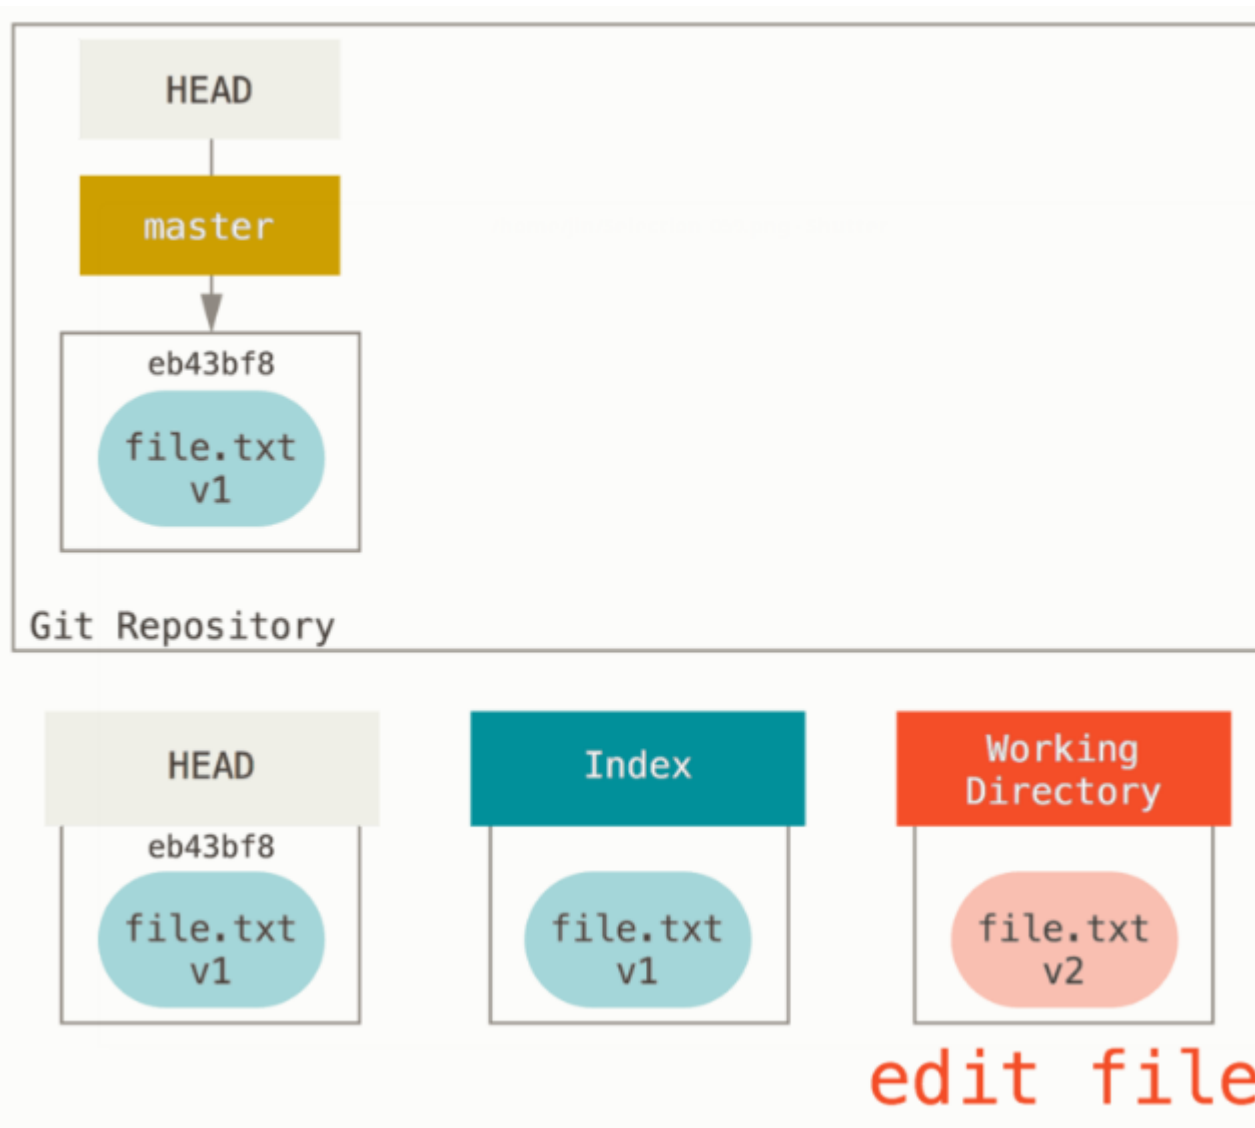 HEAD
master
eb43bf8
file.txt
v1
Git Repository
HEAD
Index
Working
Directory
eb43bf8
file.txt
v1
file.txt
v1
file.txt
v2
edit file